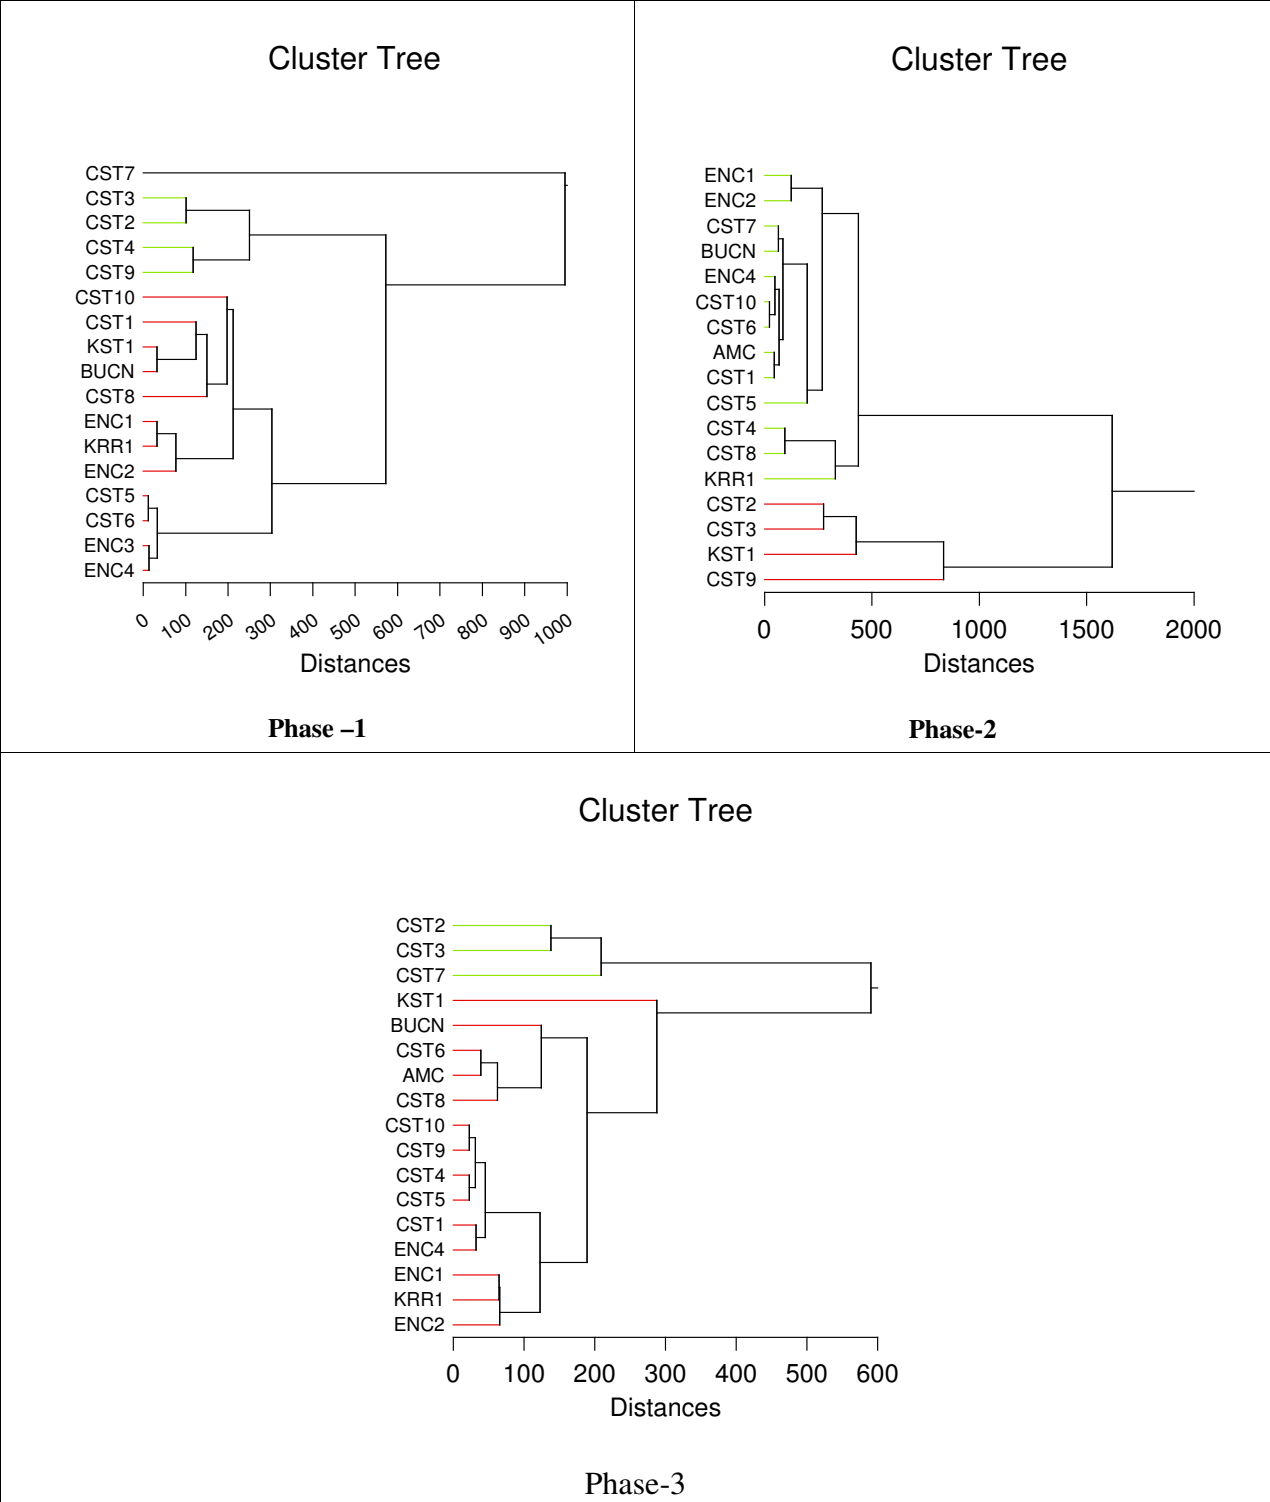 Cluster Tree
CST7
CST3
CST2
CST4
CST9
CST10
CST1
KST1
BUCN
CST8
ENC1
KRR1
ENC2
CST5
CST6
ENC3
ENC4
0 100 200 300 400 500 600 700 800 900 1000
Distances
Phase –1
Cluster Tree
ENC1
ENC2
CST7
BUCN
ENC4
CST10
CST6
AMC
CST1
CST5
CST4
CST8
KRR1
CST2
CST3
KST1
CST9
0 500 1000 1500 2000
Distances
Phase-2
Cluster Tree
CST2
CST3
CST7
KST1
BUCN
CST6
AMC
CST8
CST10
CST9
CST4
CST5
CST1
ENC4
ENC1
KRR1
ENC2
0 100 200 300 400 500 600
Distances
Phase-3